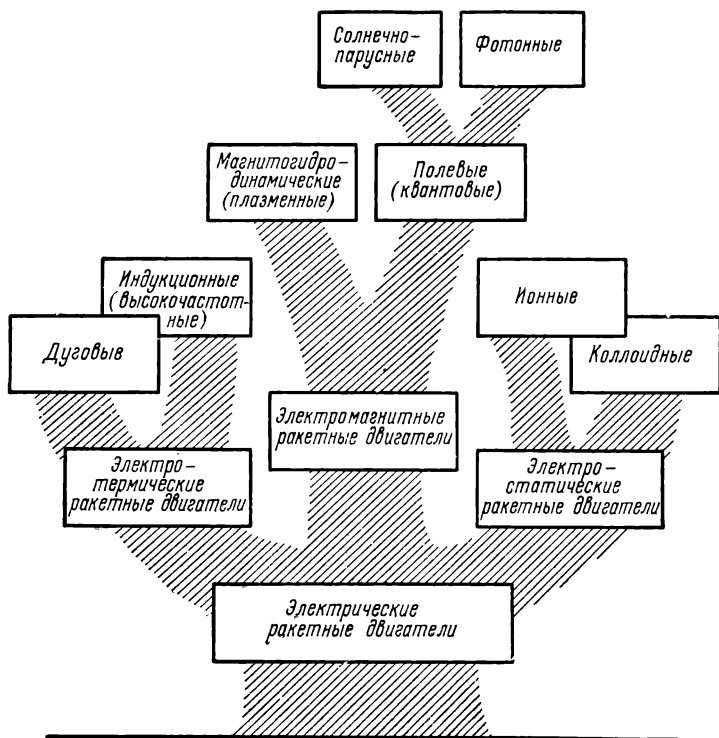 Солнечно-
парусные
Фотонные
Магнитогидро-
динамические
(плазменные)
Полевые
(квантовые)
Индукционные
(высокочастот-
ные)
Дуговыв
Ионные
Коллоидные
Электромагнитные
ракетные двигатели
Электро-
термические
ракетные двигатели
Электро-
статические
ракетные двигатели
Электрические
ракетные двигатели